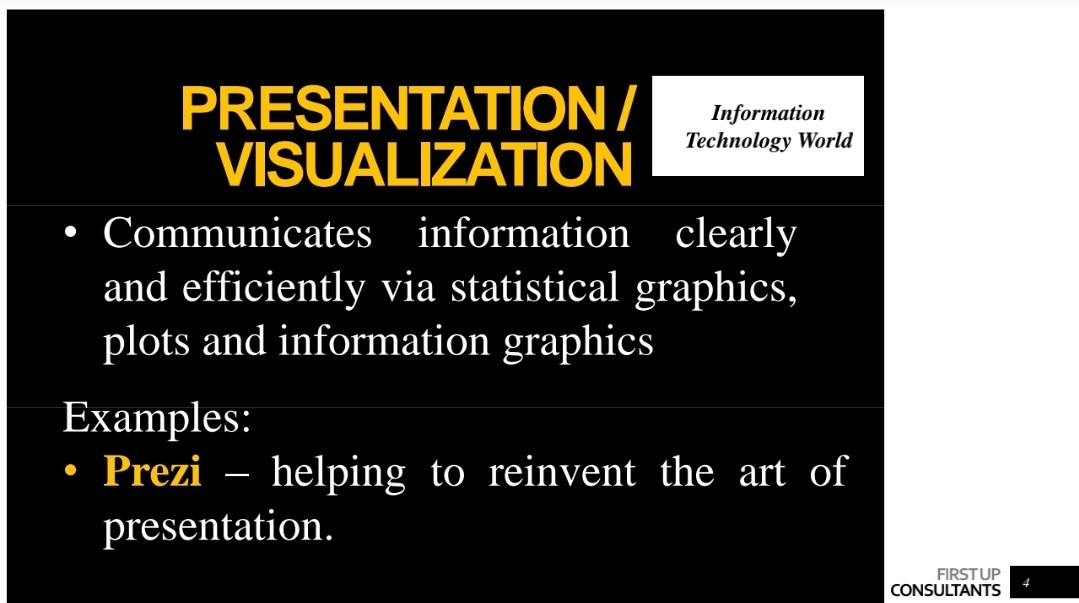 PRESENTATION /
VISUALIZATION
Information
Technology World
• Communicates information clearly
and efficiently via statistical graphics,
plots and information graphics
Examples:
• Prezi – helping to reinvent the art of
presentation.
FIRST UP
CONSULTANTS
4